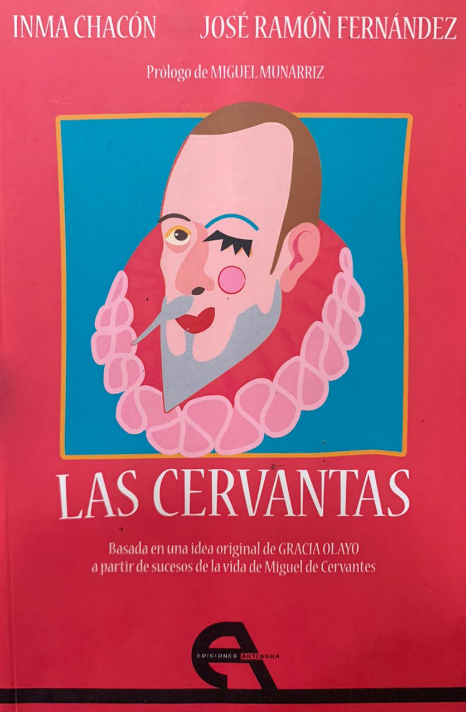 INMA CHACÓN JOSÉ RAMÓN FERNÁNDEZ
Prólogo de MIGUEL MUNÁRRIZ
LAS CERVANTAS
Basada en una idea original de GRACIA OLAYO
a partir de sucesos de la vida de Miguel de Cervantes
EDICIONES ANTÍGONA